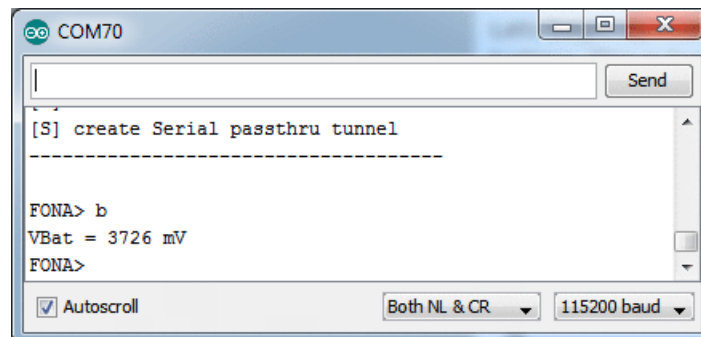 COM70
Send
[S] create Serial passthru tunnel
-------------------------------------
FONA> b
VBat = 3726 mV
FONA>
Autoscroll
Both NL & CR
115200 baud